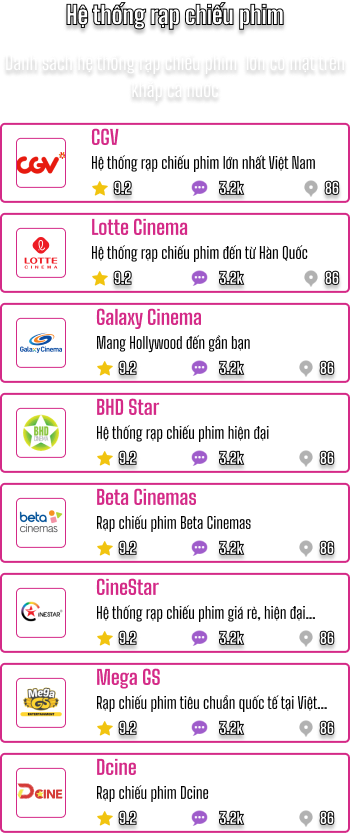 Hệ thống rạp chiếu phim
Danh sách hệ thống rạp chiếu phim lớn có mặt trên
khắp cả nước
CGV
CGV
Hệ thống rạp chiếu phim lớn nhất Việt Nam
9.2 3.2k 86
LOTTE
CINEMA
Lotte Cinema
Hệ thống rạp chiếu phim đến từ Hàn Quốc
9.2 3.2k 86
Galaxy Cinema
Galaxy Cinema
Mang Hollywood đến gần bạn
9.2 3.2k 86
BHD
BHD Star
Hệ thống rạp chiếu phim hiện đại
9.2 3.2k 86
beta
cinemas
Beta Cinemas
Rạp chiếu phim Beta Cinemas
9.2 3.2k 86
CINESTAR
CineStar
Hệ thống rạp chiếu phim giá rẻ, hiện đại...
9.2 3.2k 86
Mega
GS
ENTERTAINMENT
Mega GS
Rạp chiếu phim tiêu chuẩn quốc tế tại Việt...
9.2 3.2k 86
DCINE
Dcine
Rạp chiếu phim Dcine
9.2 3.2k 86